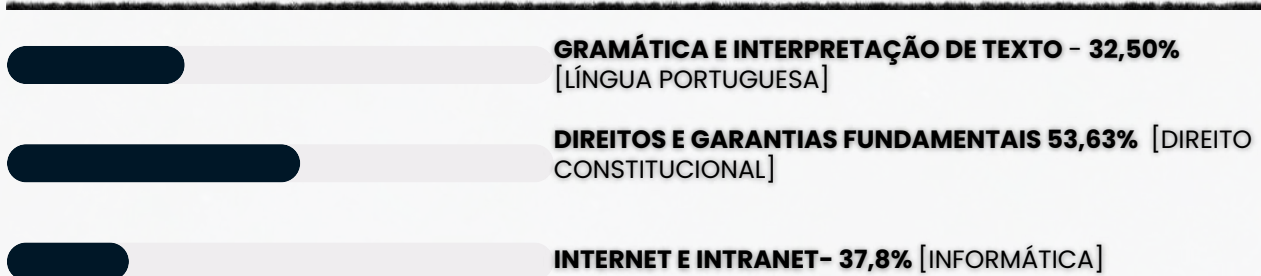 GRAMÁTICA E INTERPRETAÇÃO DE TEXTO - 32,50%
[LÍNGUA PORTUGUESA]
DIREITOS E GARANTIAS FUNDAMENTAIS 53,63% [DIREITO
CONSTITUCIONAL]
INTERNET E INTRANET- 37,8% [INFORMÁTICA]